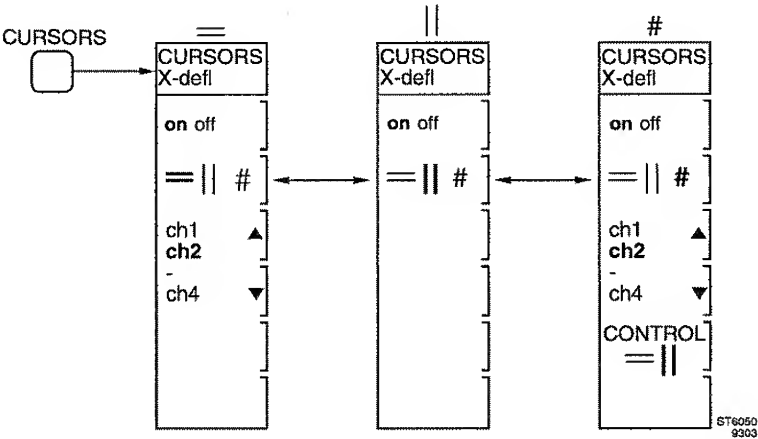 CURSORS
=
CURSORS
X-defl
on off
= || #
ch1
ch2
-
ch4
||
CURSORS
X-defl
on off
= || #
#
CURSORS
X-defl
on off
= || #
ch1
ch2
-
ch4
CONTROL
= ||
ST6050
9303